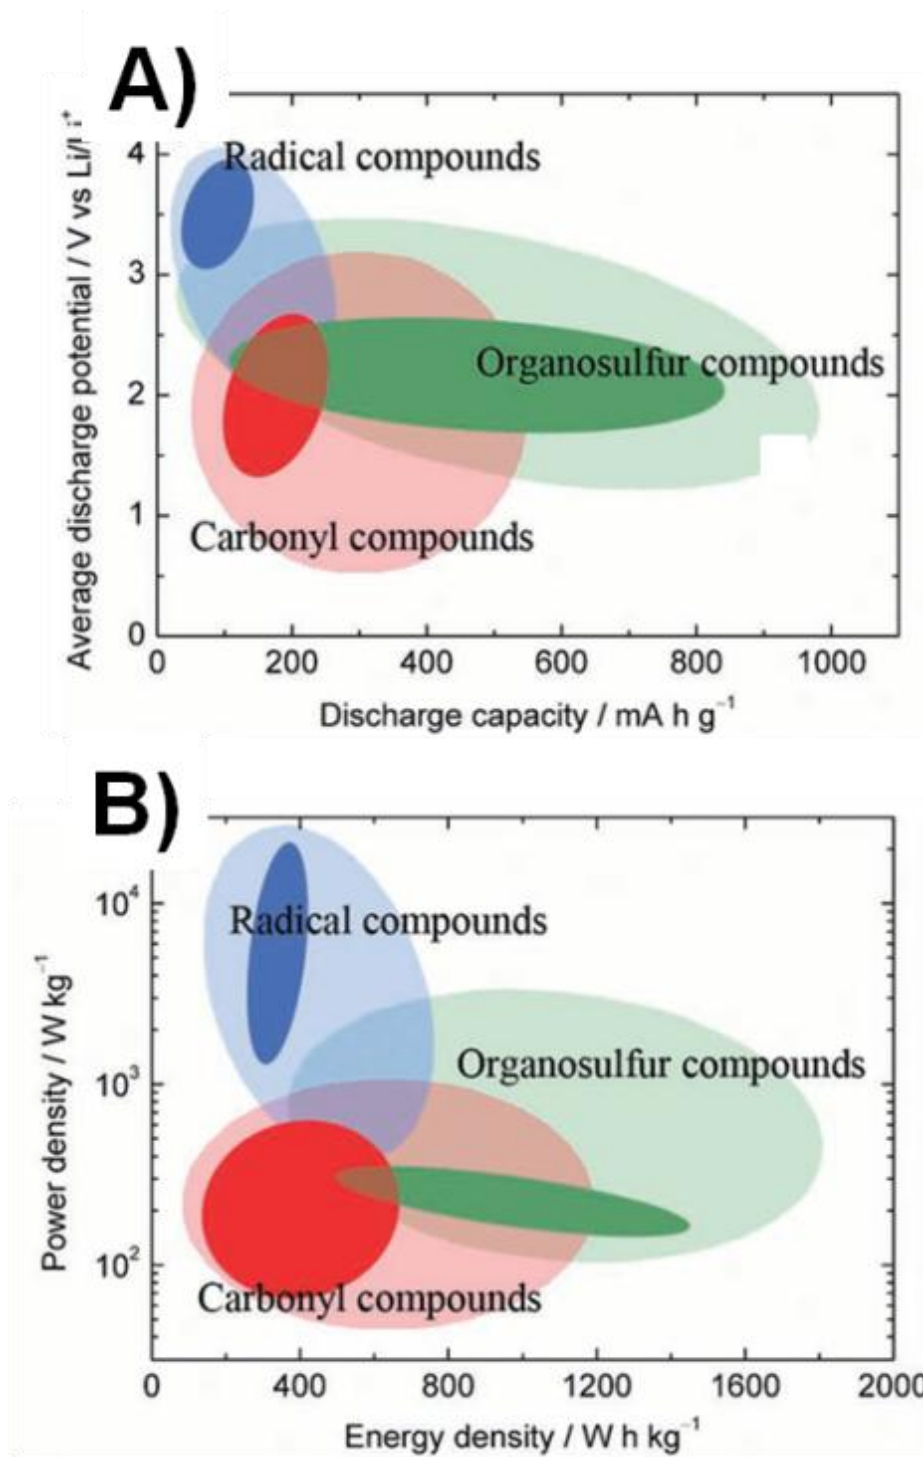 A)
Average discharge potential / V vs Li/Li⁺
4
3
2
1
0
Radical compounds
Organosulfur compounds
Carbonyl compounds
0 200 400 600 800 1000
Discharge capacity / mA h g⁻¹
B)
Power density / W kg⁻¹
10⁴
10³
10²
Radical compounds
Organosulfur compounds
Carbonyl compounds
0 400 800 1200 1600 2000
Energy density / W h kg⁻¹